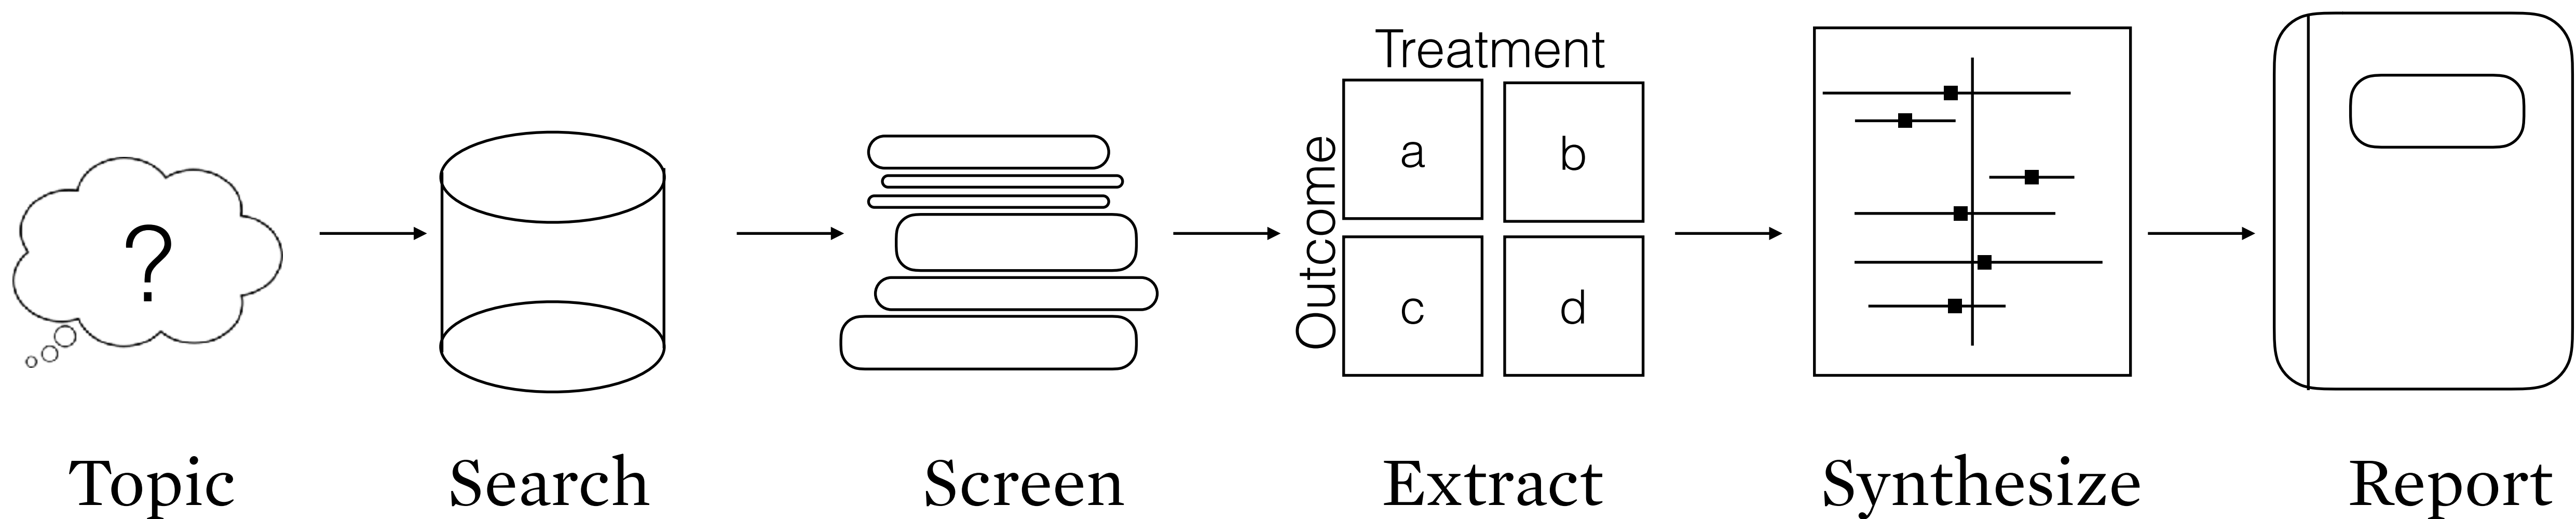 Treatment
Outcome
?
a
b
c
d
Topic
Search
Screen
Extract
Synthesize
Report